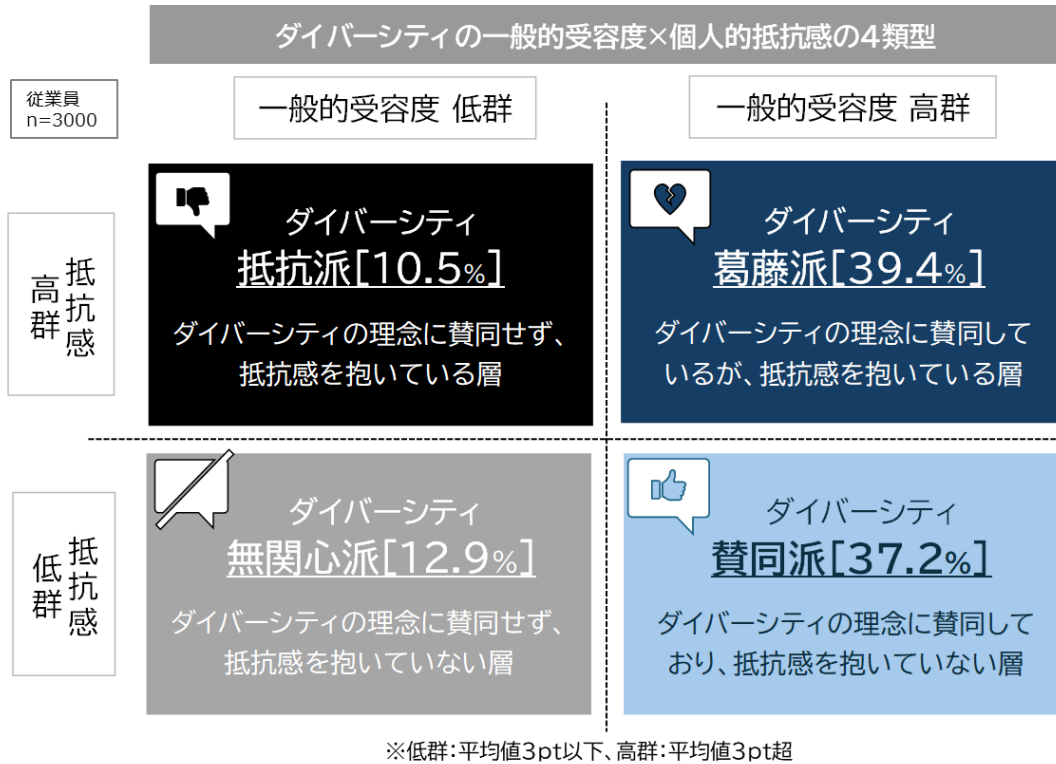 ダイバーシティの一般的受容度×個人的抵抗感の4類型
従業員
n=3000
一般的受容度 低群
一般的受容度 高群
抵抗感
高群
ダイバーシティ
抵抗派[10.5%]
ダイバーシティの理念に賛同せず、
抵抗感を抱いている層
ダイバーシティ
葛藤派[39.4%]
ダイバーシティの理念に賛同して
いるが、抵抗感を抱いている層
抵抗感
低群
ダイバーシティ
無関心派[12.9%]
ダイバーシティの理念に賛同せず、
抵抗感を抱いていない層
ダイバーシティ
賛同派[37.2%]
ダイバーシティの理念に賛同して
おり、抵抗感を抱いていない層
※低群:平均値3pt以下、高群:平均値3pt超